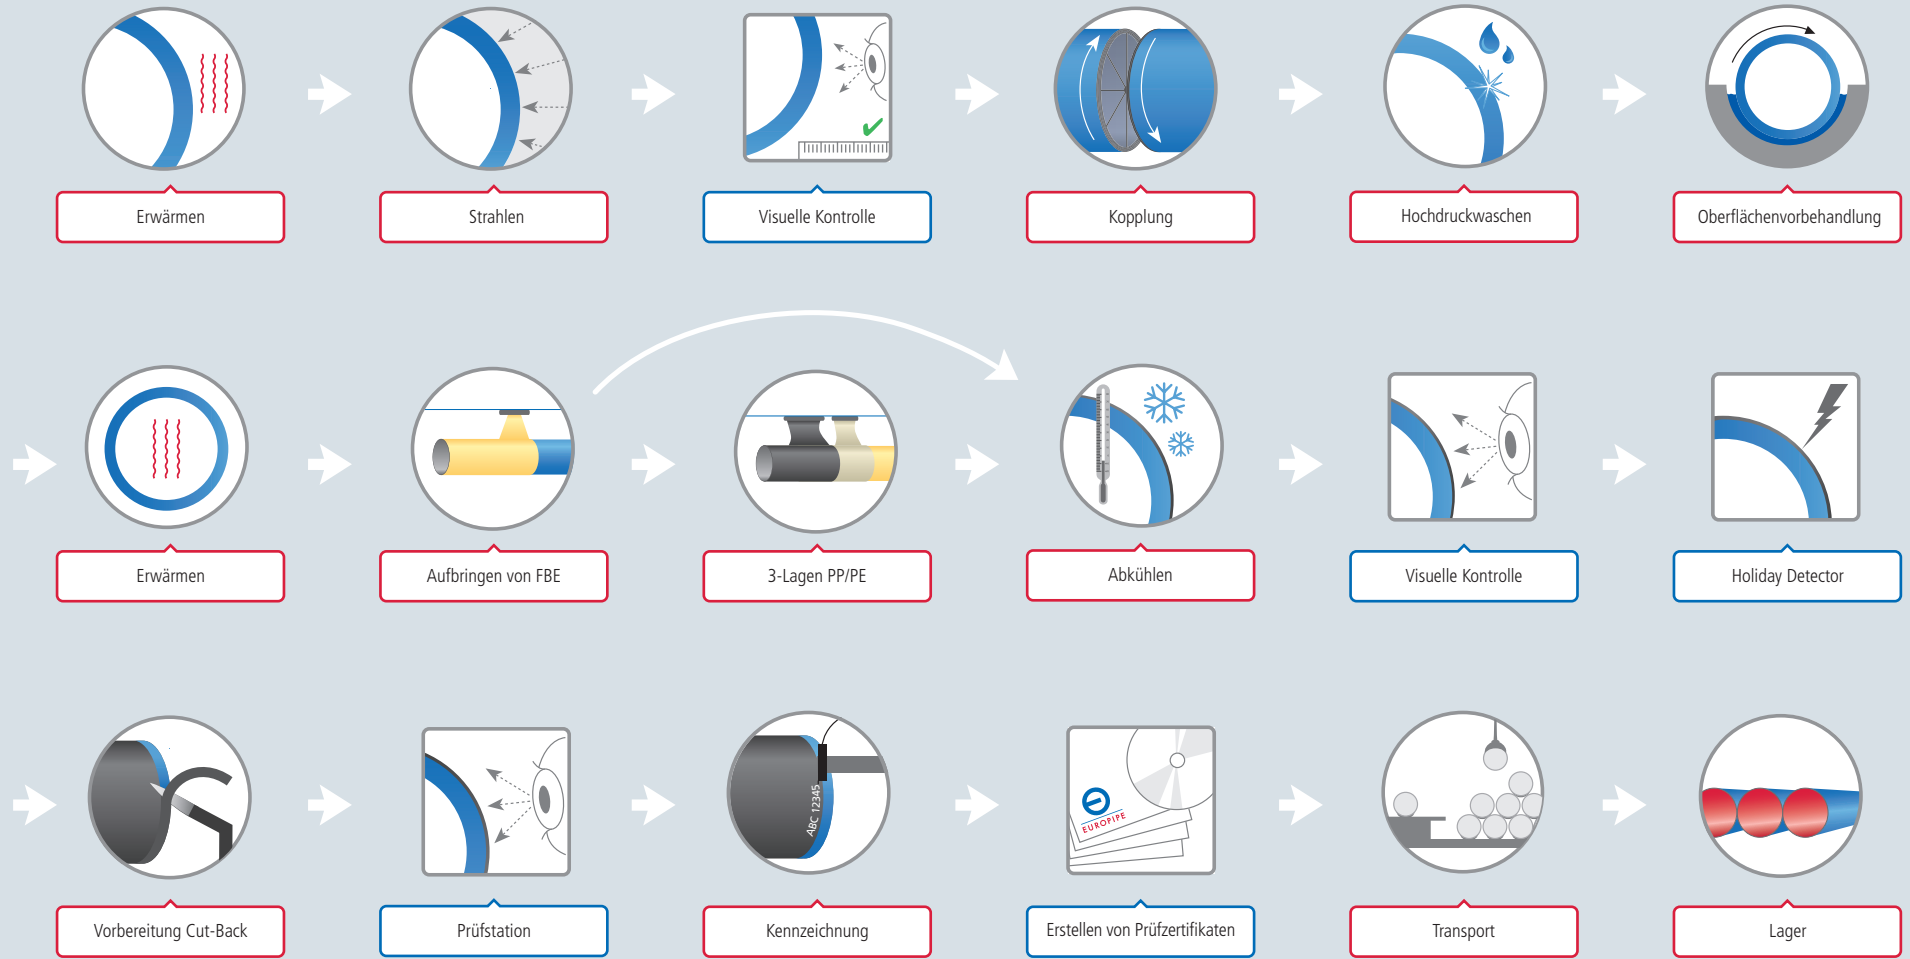 Erwärmen
Strahlen
Visuelle Kontrolle
Kopplung
Hochdruckwaschen
Oberflächenvorbehandlung
Erwärmen
Aufbringen von FBE
3-Lagen PP/PE
Abkühlen
Visuelle Kontrolle
Holiday Detector
ABC 12345
EUROPIPE
Vorbereitung Cut-Back
Prüfstation
Kennzeichnung
Erstellen von Prüfzertifikaten
Transport
Lager